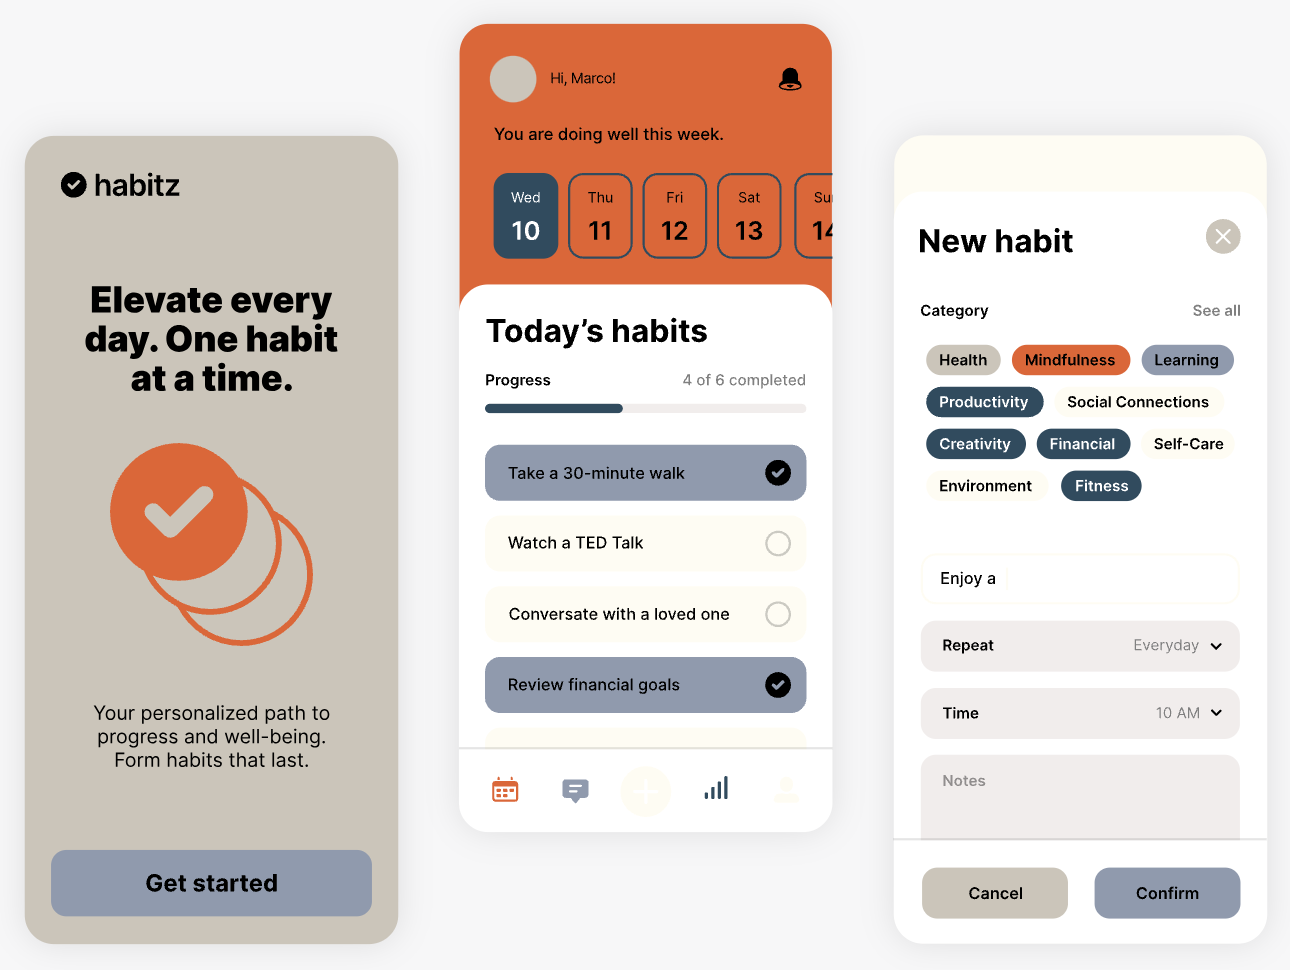 habitz
Elevate every
day. One habit
at a time.
Your personalized path to
progress and well-being.
Form habits that last.
Get started
Hi, Marco!
You are doing well this week.
Wed Thu Fri Sat Su
10 11 12 13 14
Today's habits
Progress 4 of 6 completed
Take a 30-minute walk
Watch a TED Talk
Conversate with a loved one
Review financial goals
New habit
Category See all
Health Mindfulness Learning
Productivity Social Connections
Creativity Financial Self-Care
Environment Fitness
Enjoy a
Repeat Everyday
Time 10 AM
Notes
Cancel Confirm